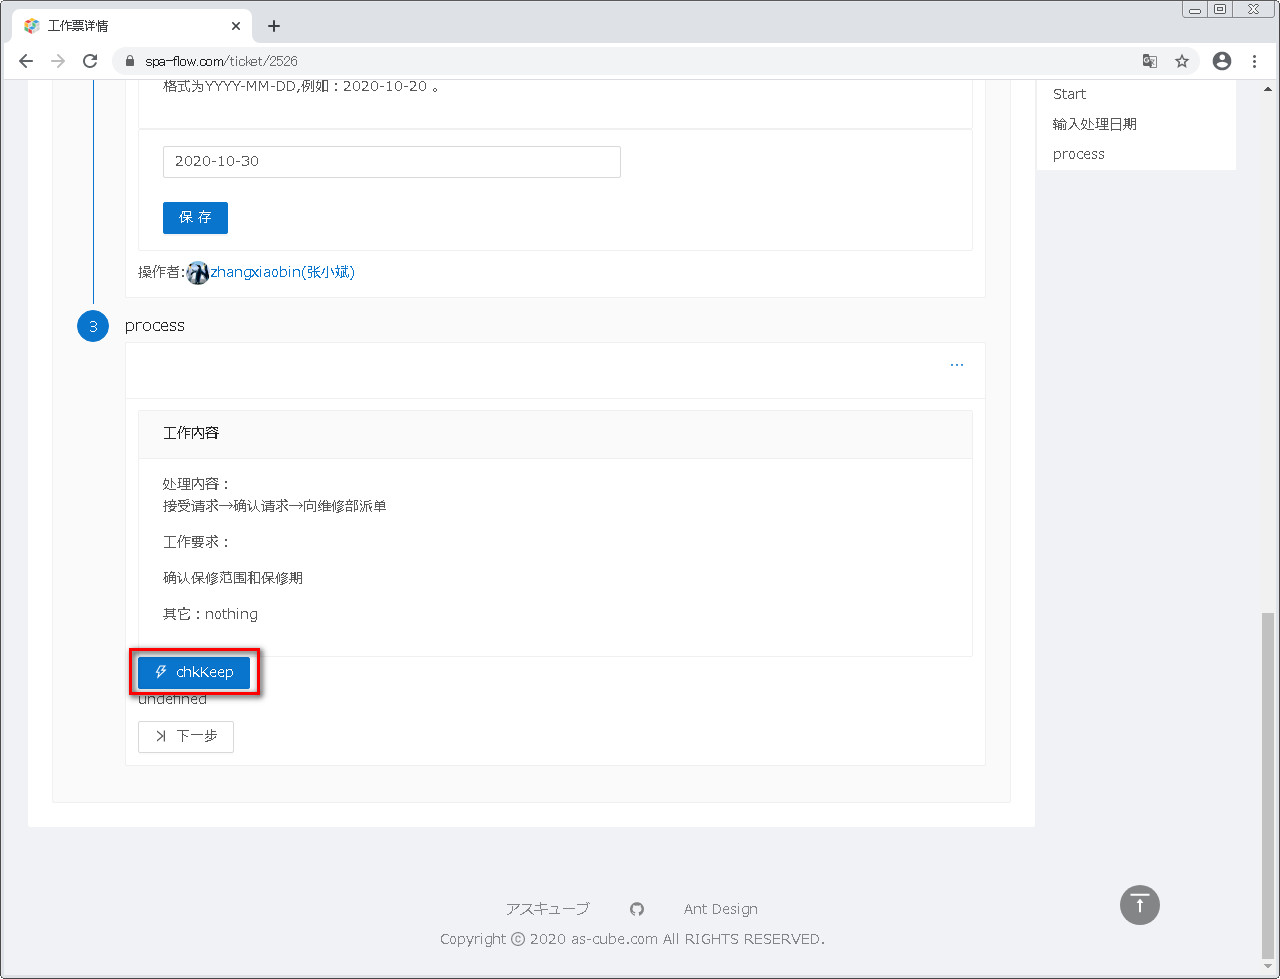 工作票详情
spa-flow.com/ticket/2526
格式为YYYY-MM-DD,例如：2020-10-20 。
Start
输入处理日期
process
2020-10-30
保 存
操作者:zhangxiaobin(张小斌)
3
process
...
工作内容
处理内容：
接受请求→确认请求→向维修部派单
工作要求：
确认保修范围和保修期
其它：nothing
chkKeep
undefined
下一步
アスキューブ
Ant Design
Copyright © 2020 as-cube.com All RIGHTS RESERVED.